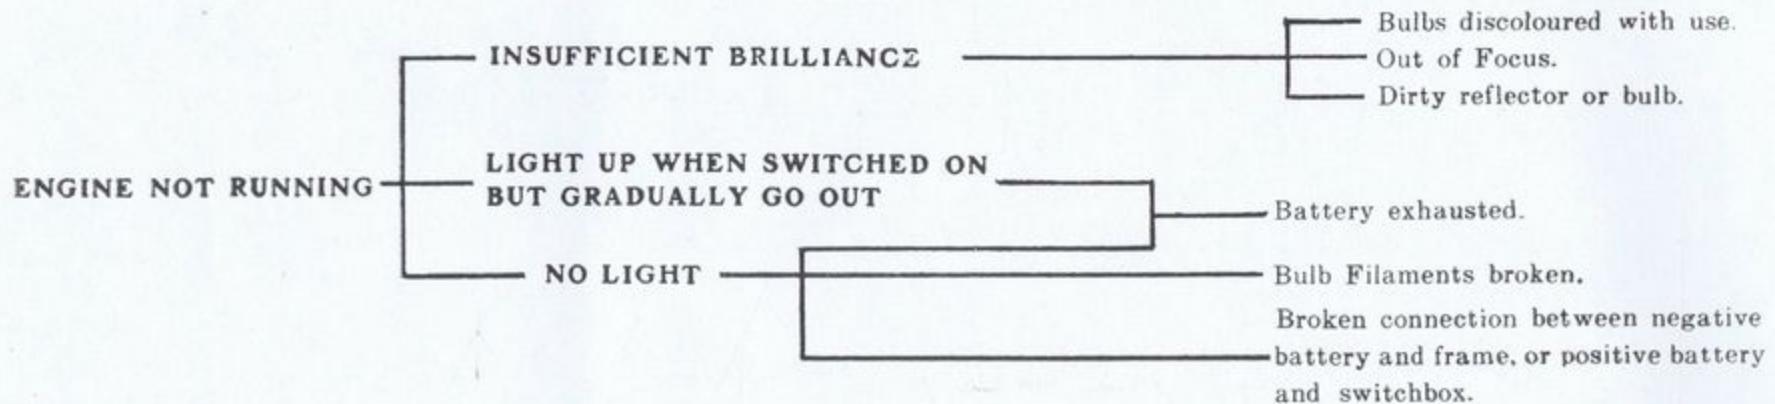 Bulbs discoloured with use.
INSUFFICIENT BRILLIANCE
Out of Focus.
Dirty reflector or bulb.
LIGHT UP WHEN SWITCHED ON
ENGINE NOT RUNNING
BUT GRADUALLY GO OUT
Battery exhausted.
NO LIGHT
Bulb Filaments broken.
Broken connection between negative
battery and frame, or positive battery
and switchbox.